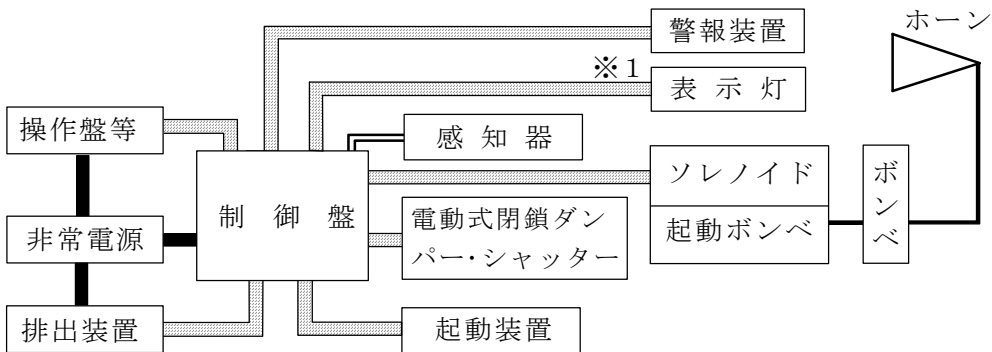 ホーン
警報装置
※1
表示灯
操作盤等
感知器
制御盤
ソレノイド
起動ボンベ
ボンベ
非常電源
電動式閉鎖ダン
パー・シャッター
排出装置
起動装置